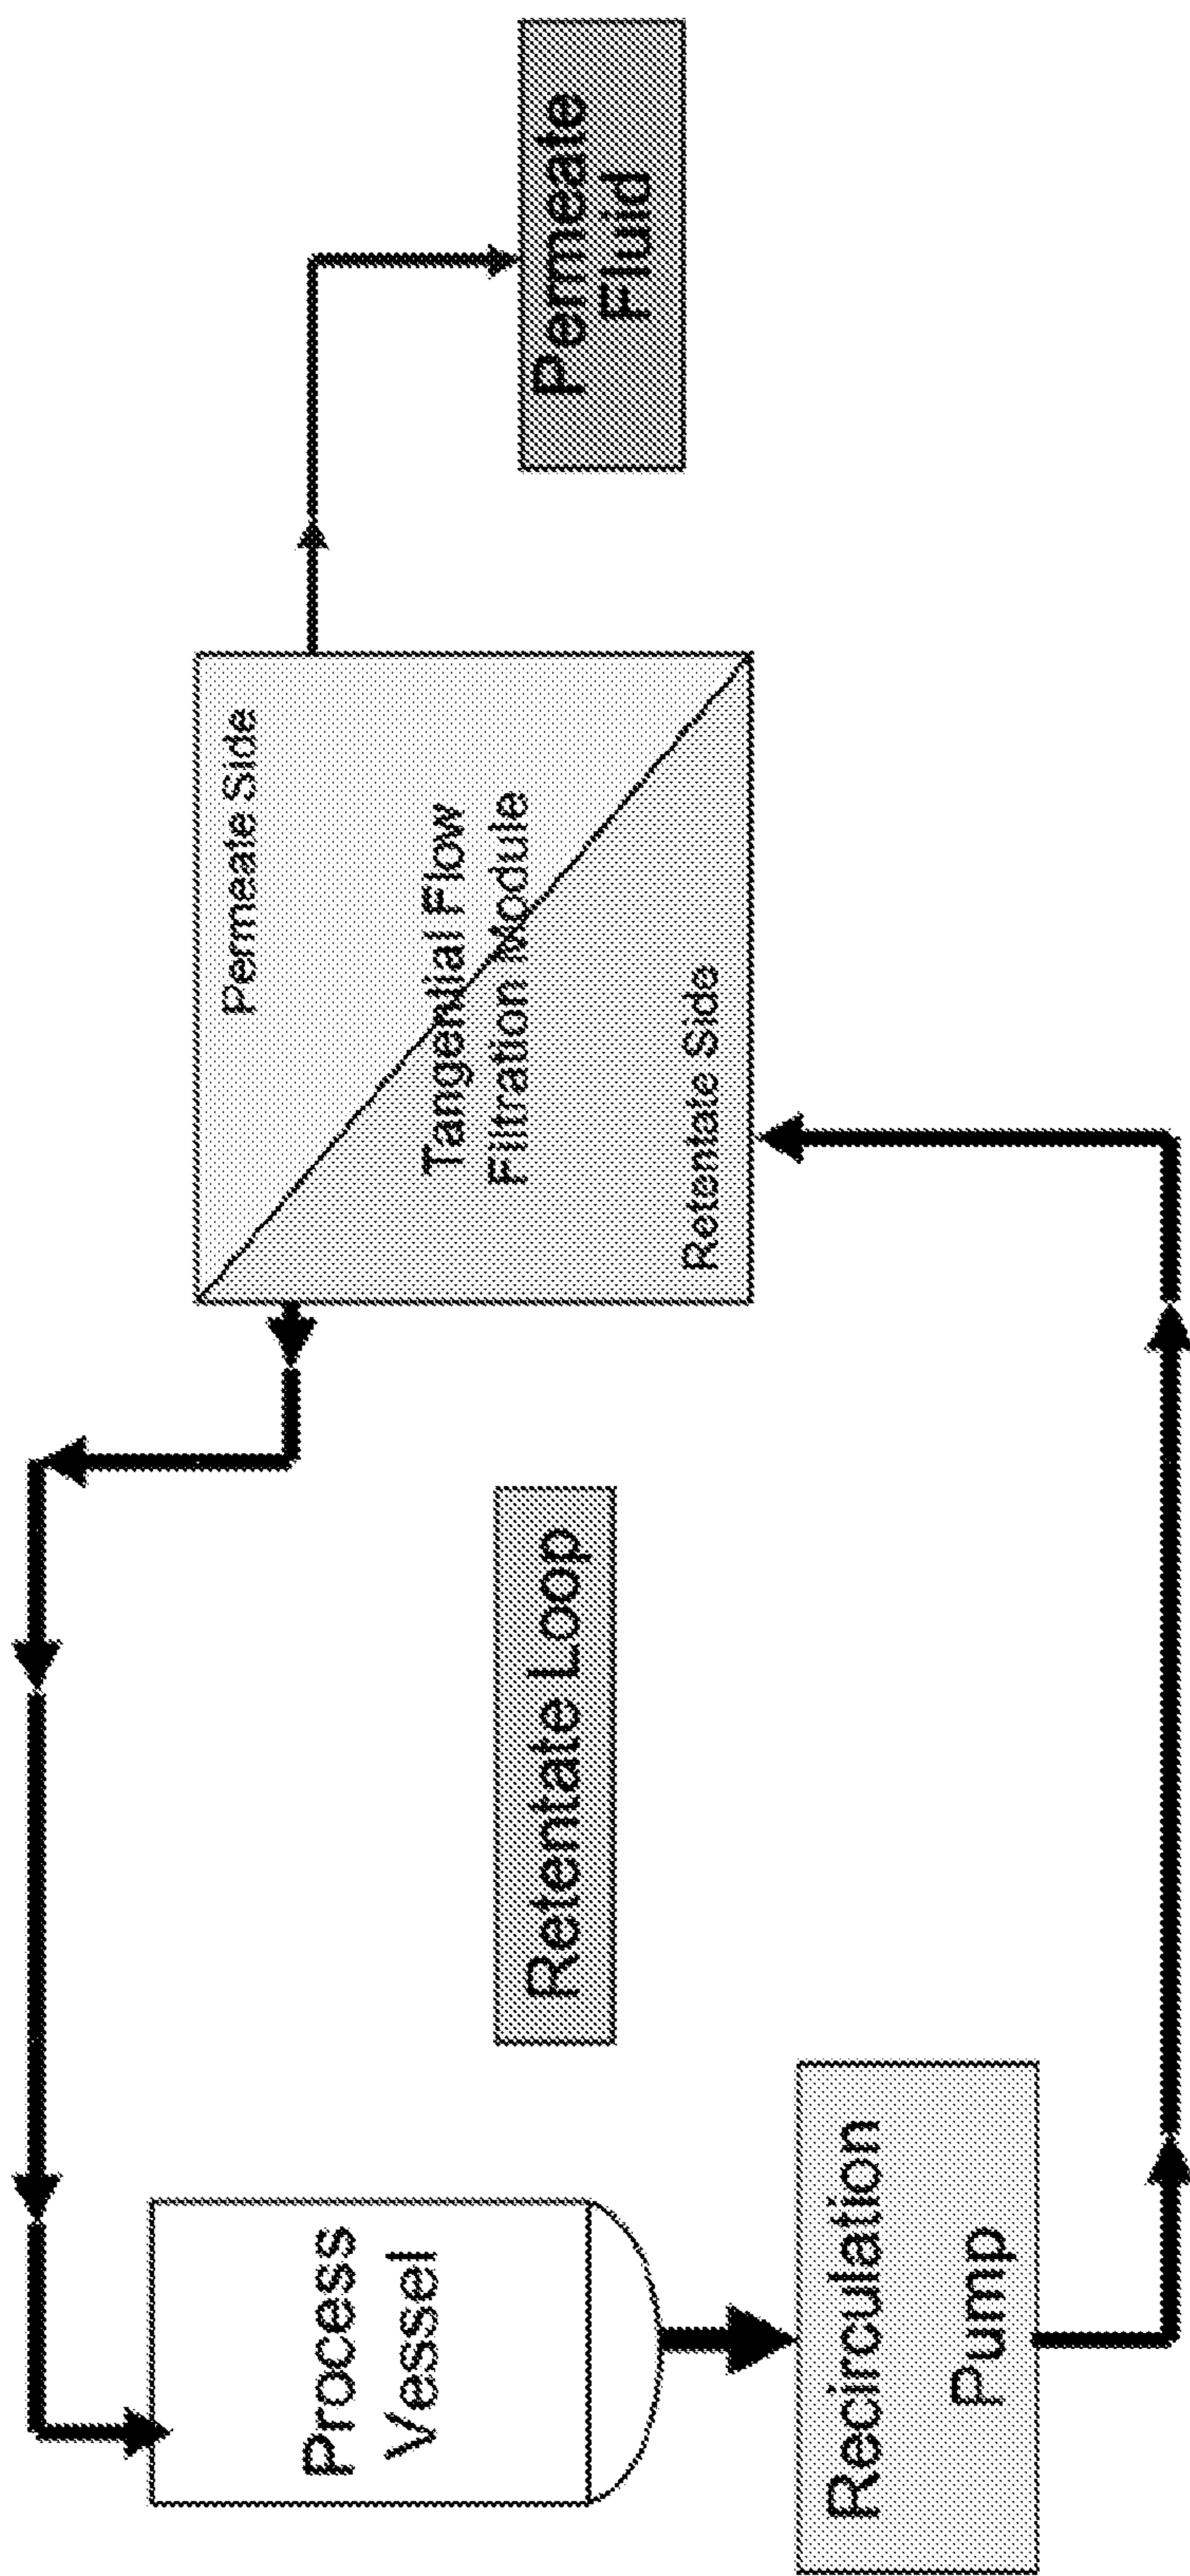 Process
Vessel
Recirculation
Pump
Retentate Loop
Permeate Side
Tangential Flow
Filtration Module
Retentate Side
Permeate
Fluid